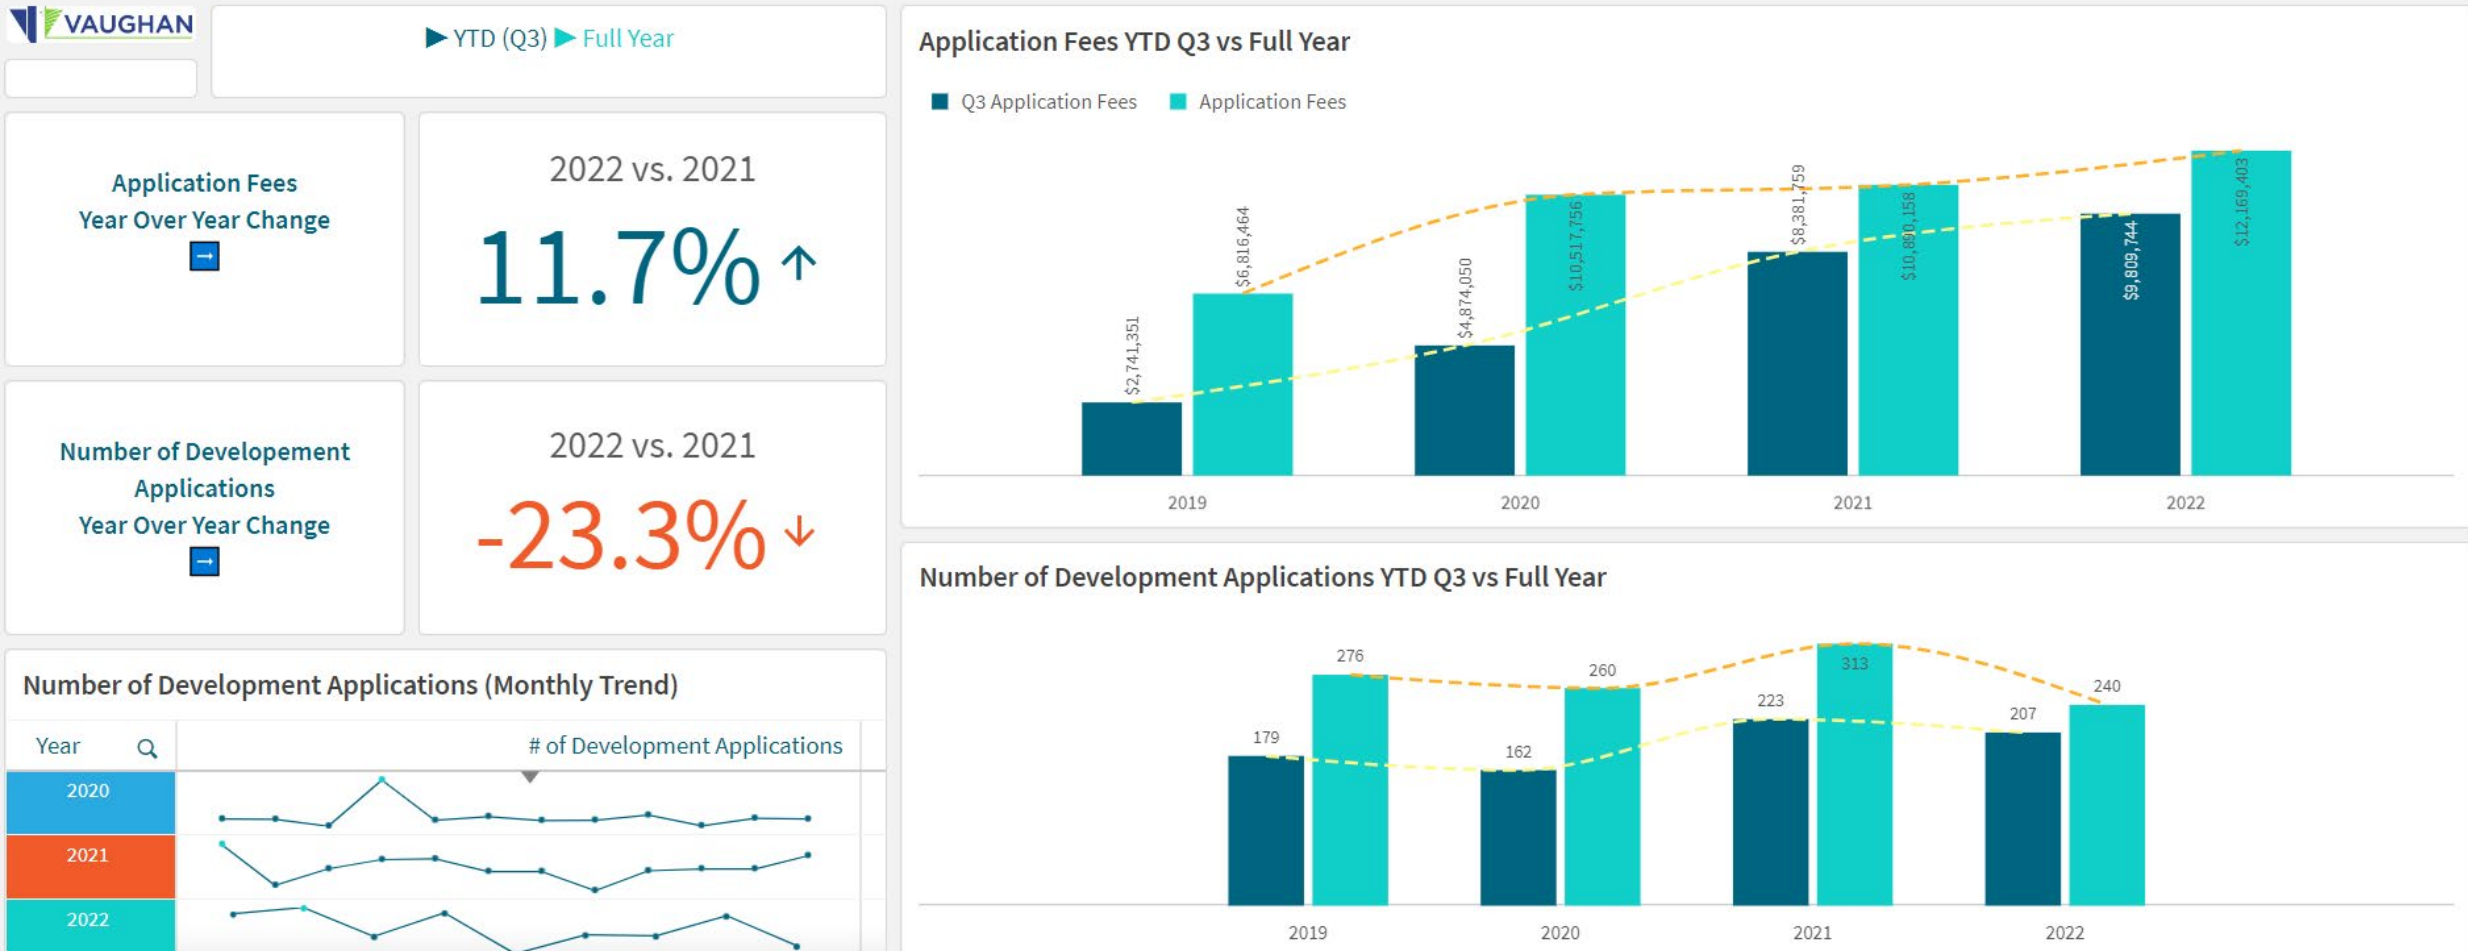 VAUGHAN
YTD (Q3) Full Year
Application Fees
Year Over Year Change
2022 vs. 2021
11.7%
Number of Developement
Applications
Year Over Year Change
2022 vs. 2021
-23.3%
Number of Development Applications (Monthly Trend)
Year
# of Development Applications
2020
2021
2022
Application Fees YTD Q3 vs Full Year
Q3 Application Fees Application Fees
$2,741,351
$6,816,464
$4,874,050
$10,517,756
$8,381,759
$10,890,158
$9,809,744
$12,169,403
2019 2020 2021 2022
Number of Development Applications YTD Q3 vs Full Year
179
276
162
260
223
313
207
240
2019 2020 2021 2022